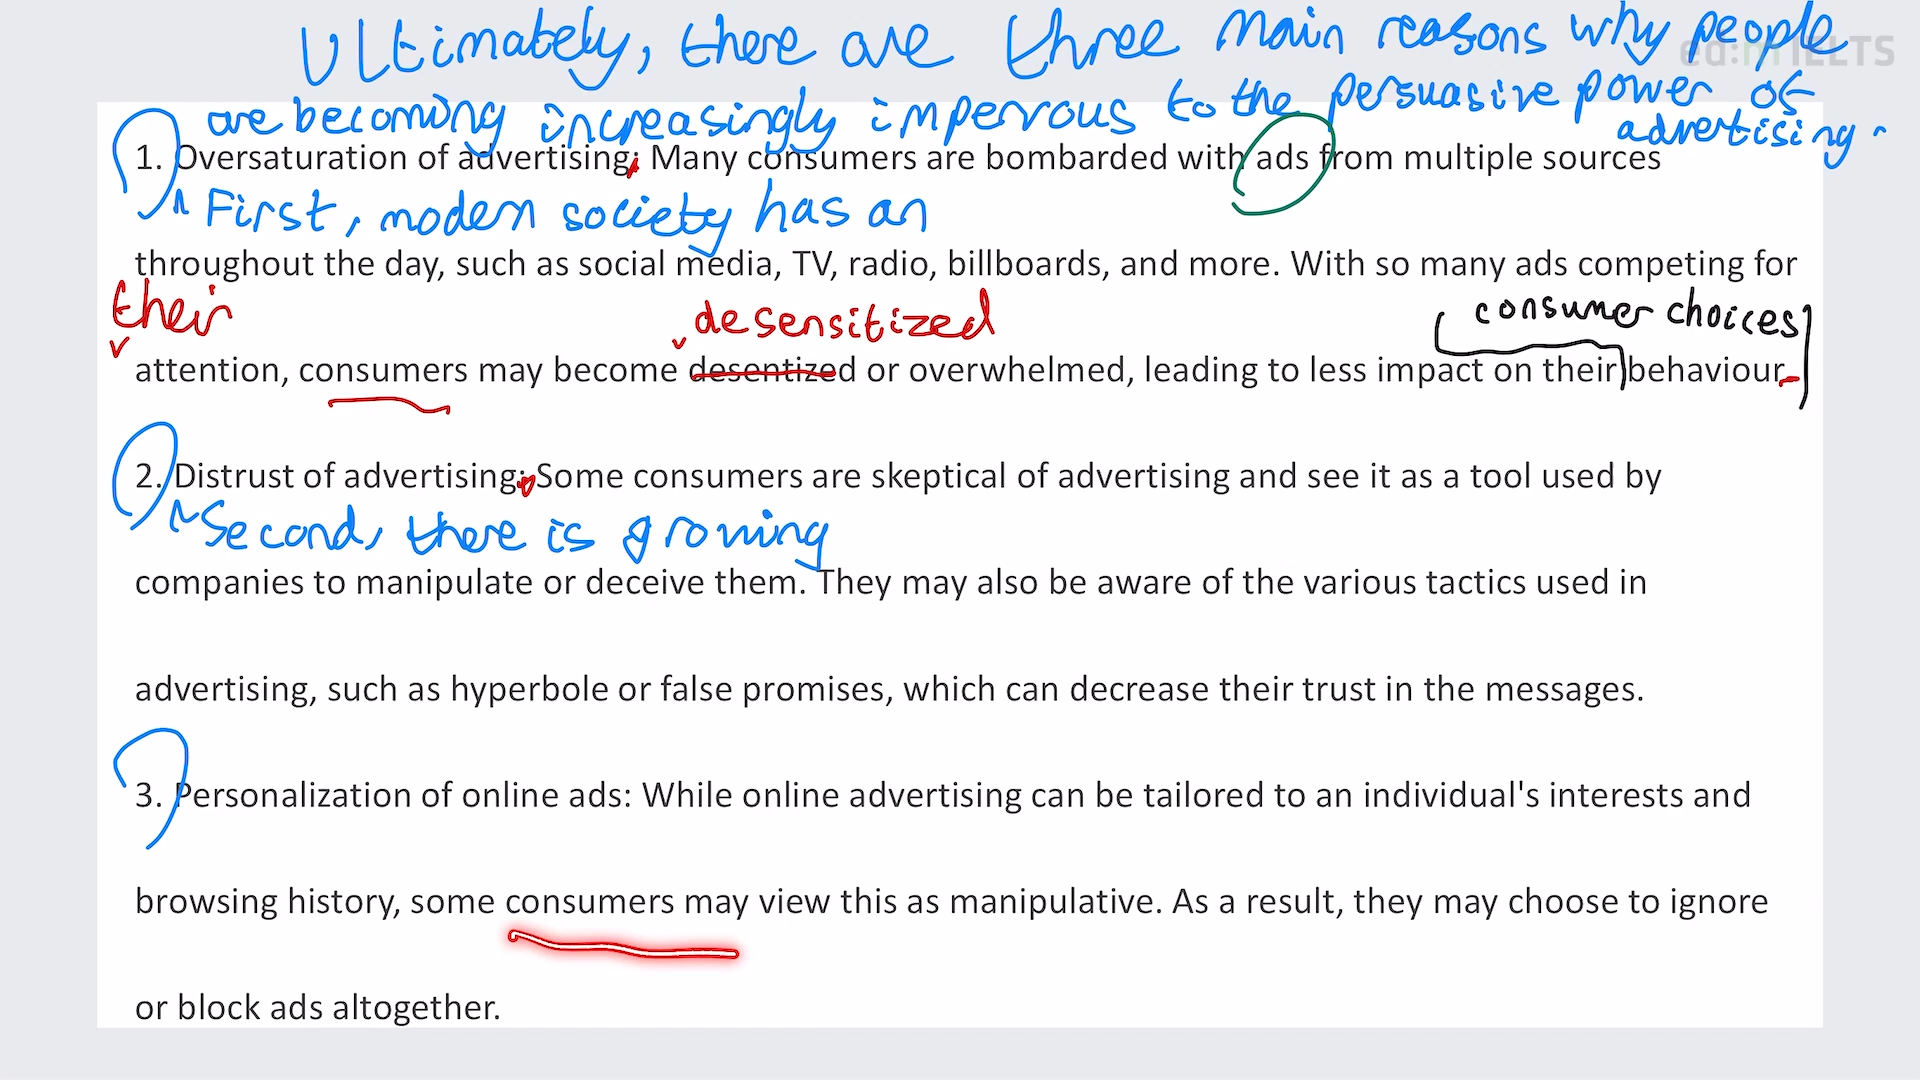 Ultimately, there are three main reasons why people
ed:m IELTS
are becoming increasingly impervous to the persuasive power of
advertising.
1. Oversaturation of advertising: Many consumers are bombarded with ads from multiple sources
First, modern society has an
throughout the day, such as social media, TV, radio, billboards, and more. With so many ads competing for
their desensitized consumer choices
attention, consumers may become desentized or overwhelmed, leading to less impact on their behaviour
2. Distrust of advertising: Some consumers are skeptical of advertising and see it as a tool used by
Second, there is growing
companies to manipulate or deceive them. They may also be aware of the various tactics used in
advertising, such as hyperbole or false promises, which can decrease their trust in the messages.
3. Personalization of online ads: While online advertising can be tailored to an individual's interests and
browsing history, some consumers may view this as manipulative. As a result, they may choose to ignore
or block ads altogether.